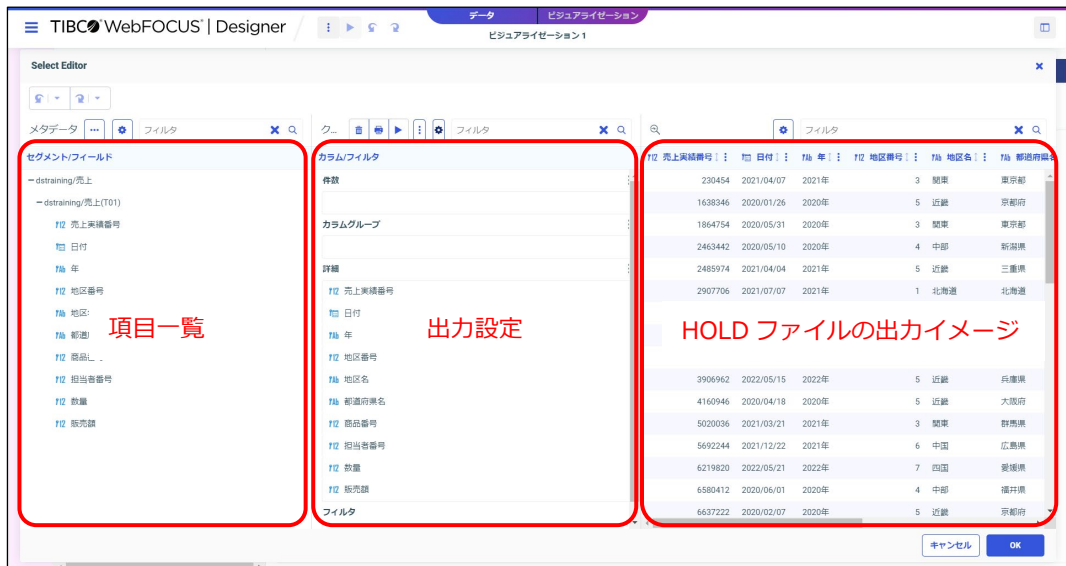 データ ビジュアライゼーション
TIBCO WebFOCUS® | Designer
ビジュアライゼーション 1
Select Editor
メタデータ ... フィルタ
ク... フィルタ
フィルタ
セグメント/フィールド
dstraining/売上
dstraining/売上(T01)
売上実績番号
日付
年
地区番号
地区
都道
商品
担当者番号
数量
販売額
項目一覧
カラム/フィルタ
件数
カラムグループ
詳細
売上実績番号
日付
年
地区番号
地区名
都道府県名
商品番号
担当者番号
数量
販売額
フィルタ
出力設定
売上実績番号 日付 年 地区番号 地区名 都道府県名
230454 2021/04/07 2021年 3 関東 東京都
1638346 2020/01/26 2020年 5 近畿 京都府
1864754 2020/05/31 2020年 3 関東 東京都
2463442 2020/05/10 2020年 4 中部 新潟県
2485974 2021/04/04 2021年 5 近畿 三重県
2907706 2021/07/07 2021年 1 北海道 北海道
HOLD ファイルの出力イメージ
3906962 2022/05/15 2022年 5 近畿 兵庫県
4160946 2020/04/18 2020年 5 近畿 大阪府
5020036 2021/03/21 2021年 3 関東 群馬県
5692244 2021/12/22 2021年 6 中国 広島県
6219820 2022/05/21 2022年 7 四国 愛媛県
6580412 2020/06/01 2020年 4 中部 福井県
6637222 2020/02/07 2020年 5 近畿 京都府
キャンセル OK